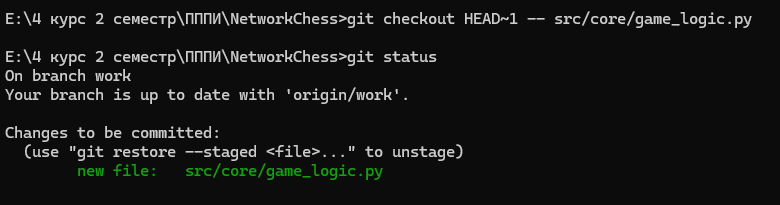 E:\4 курс 2 семестр\ПППИ\NetworkChess>git checkout HEAD~1 -- src/core/game_logic.py
E:\4 курс 2 семестр\ПППИ\NetworkChess>git status
On branch work
Your branch is up to date with 'origin/work'.
Changes to be committed:
  (use "git restore --staged <file>..." to unstage)
        new file:   src/core/game_logic.py